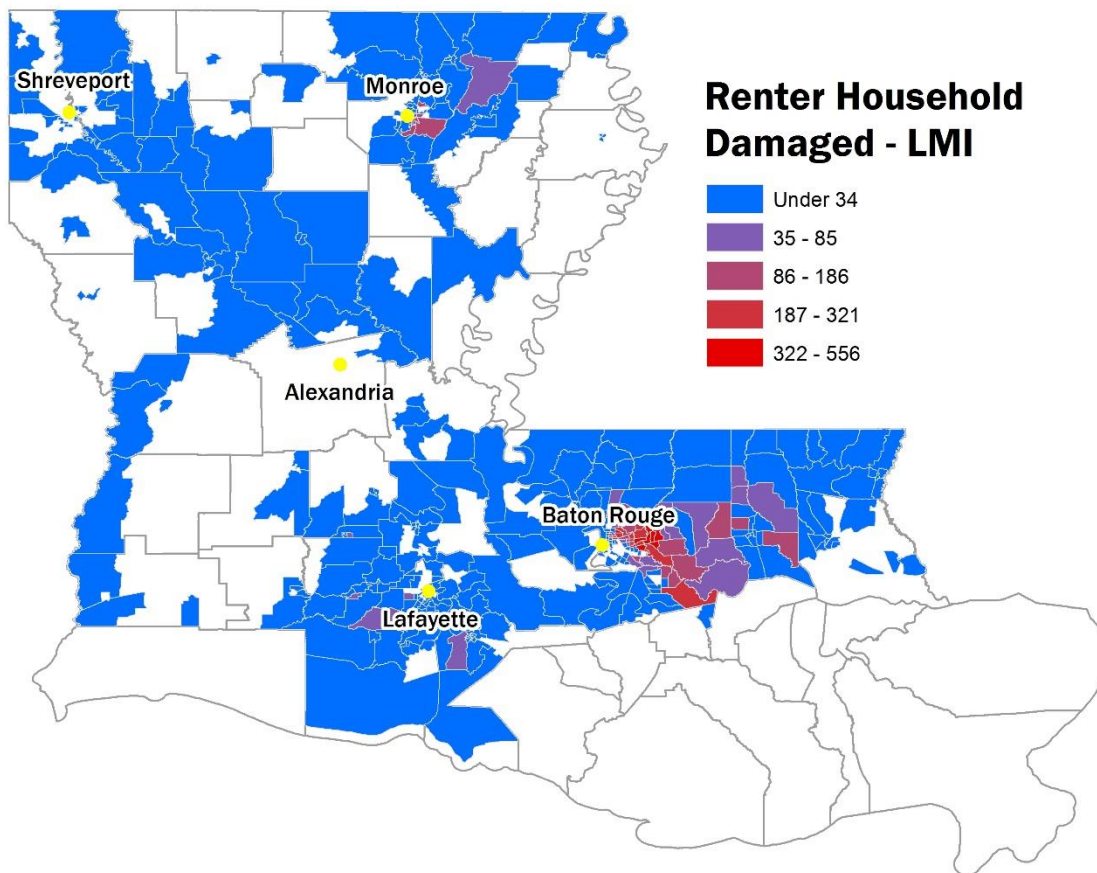 Shreveport
Monroe
Renter Household
Damaged - LMI
Under 34
35 - 85
86 - 186
187 - 321
322 - 556
Alexandria
Baton Rouge
Lafayette